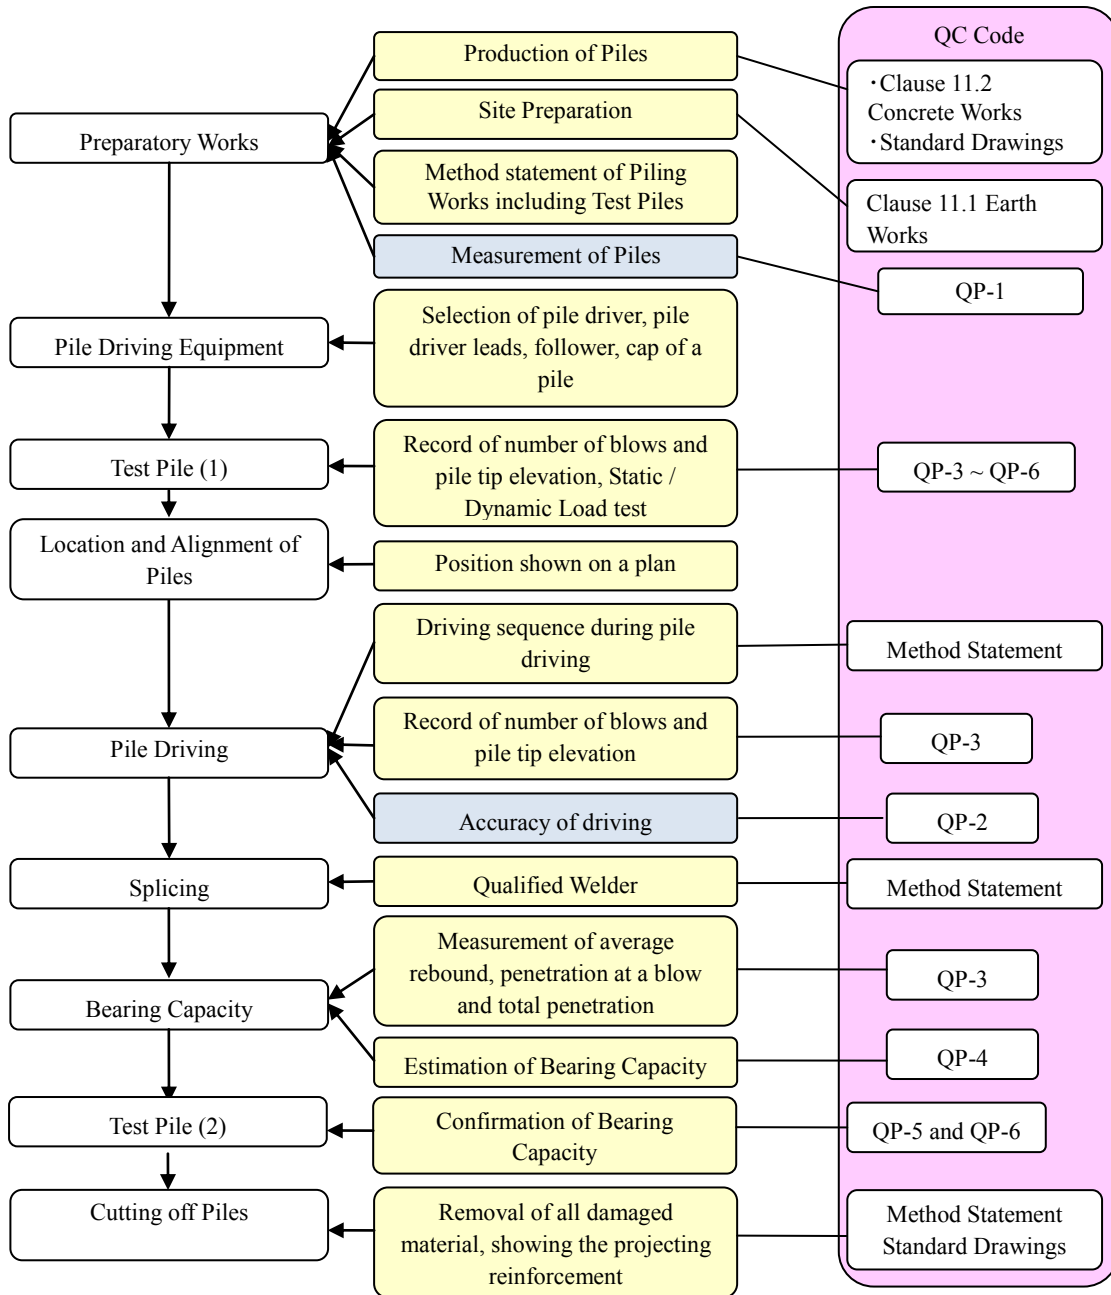 QC Code
Production of Piles
・Clause 11.2
Concrete Works
・Standard Drawings
Site Preparation
Preparatory Works
Method statement of Piling
Works including Test Piles
Clause 11.1 Earth
Works
Measurement of Piles
QP-1
Selection of pile driver, pile
driver leads, follower, cap of a
pile
Pile Driving Equipment
Record of number of blows and
pile tip elevation, Static /
Dynamic Load test
Test Pile (1)
QP-3 ~ QP-6
Location and Alignment of
Piles
Position shown on a plan
Driving sequence during pile
driving
Method Statement
Pile Driving
Record of number of blows and
pile tip elevation
QP-3
Accuracy of driving
QP-2
Splicing
Qualified Welder
Method Statement
Measurement of average
rebound, penetration at a blow
and total penetration
QP-3
Bearing Capacity
Estimation of Bearing Capacity
QP-4
Test Pile (2)
Confirmation of Bearing
Capacity
QP-5 and QP-6
Cutting off Piles
Removal of all damaged
material, showing the projecting
reinforcement
Method Statement
Standard Drawings